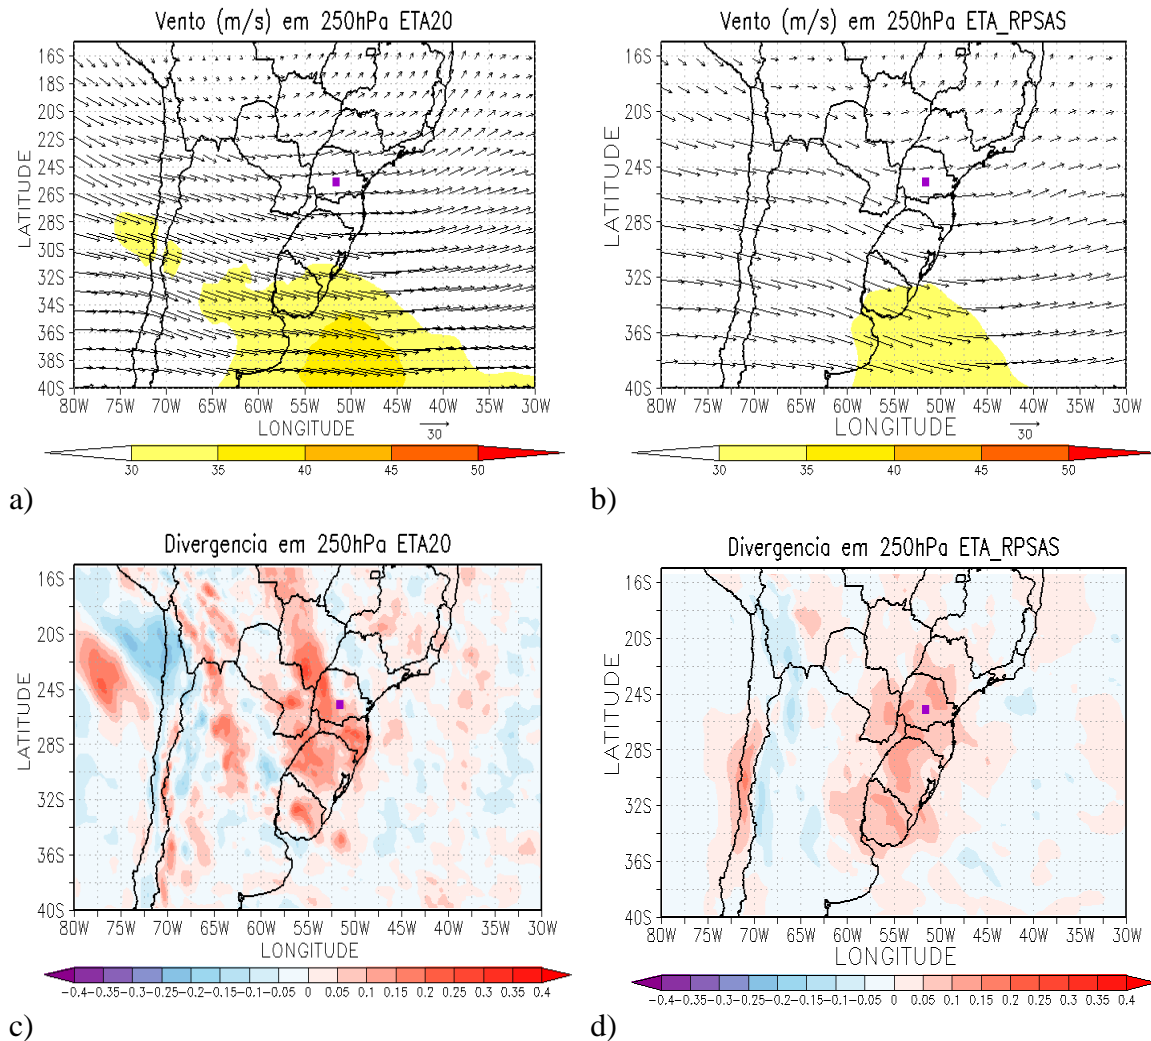 Vento (m/s) em 250hPa ETA20
LATITUDE
16S
18S
20S
22S
24S
26S
28S
30S
32S
34S
36S
38S
40S
80W 75W 70W 65W 60W 55W 50W 45W 40W 35W 30W
LONGITUDE
30
30 35 40 45 50
a)
Vento (m/s) em 250hPa ETA_RPSAS
LATITUDE
16S
18S
20S
22S
24S
26S
28S
30S
32S
34S
36S
38S
40S
80W 75W 70W 65W 60W 55W 50W 45W 40W 35W 30W
LONGITUDE
30
30 35 40 45 50
b)
Divergencia em 250hPa ETA20
LATITUDE
16S
20S
24S
28S
32S
36S
40S
80W 75W 70W 65W 60W 55W 50W 45W 40W 35W 30W
LONGITUDE
-0.4 -0.35 -0.3 -0.25 -0.2 -0.15 -0.1 -0.05 0 0.05 0.1 0.15 0.2 0.25 0.3 0.35 0.4
c)
Divergencia em 250hPa ETA_RPSAS
LATITUDE
16S
20S
24S
28S
32S
36S
40S
80W 75W 70W 65W 60W 55W 50W 45W 40W 35W 30W
LONGITUDE
-0.4 -0.35 -0.3 -0.25 -0.2 -0.15 -0.1 -0.05 0 0.05 0.1 0.15 0.2 0.25 0.3 0.35 0.4
d)